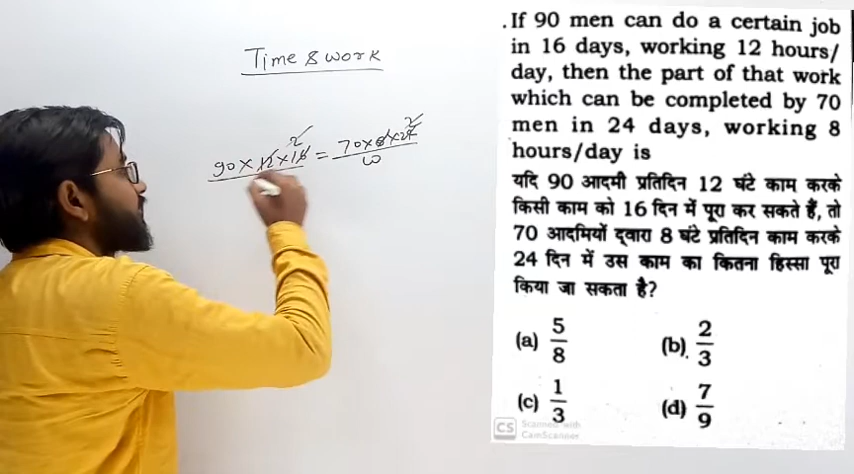 Time & work
90 × 12 × 16 2 = 70 × 8 × 24 2
w
. If 90 men can do a certain job
in 16 days, working 12 hours/
day, then the part of that work
which can be completed by 70
men in 24 days, working 8
hours/day is
यदि 90 आदमी प्रतिदिन 12 घंटे काम करके
किसी काम को 16 दिन में पूरा कर सकते हैं, तो
70 आदमियों द्वारा 8 घंटे प्रतिदिन काम करके
24 दिन में उस काम का कितना हिस्सा पूरा
किया जा सकता है?
(a) 5/8 (b) 2/3
(c) 1/3 (d) 7/9
CS Scanned with
CamScanner